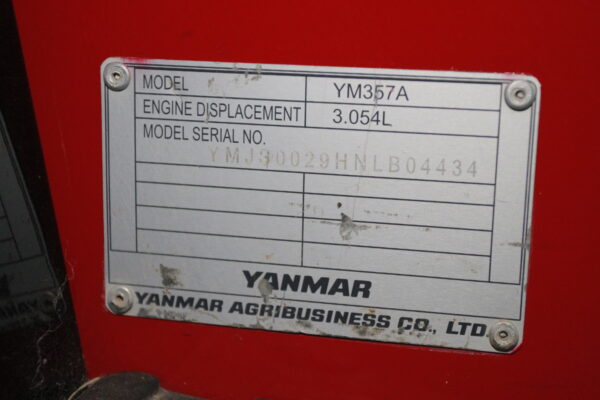 MODEL YM357A
ENGINE DISPLACEMENT 3.054L
MODEL SERIAL NO.
YMJ30029HNLB04434
YANMAR
YANMAR AGRIBUSINESS CO., LTD.